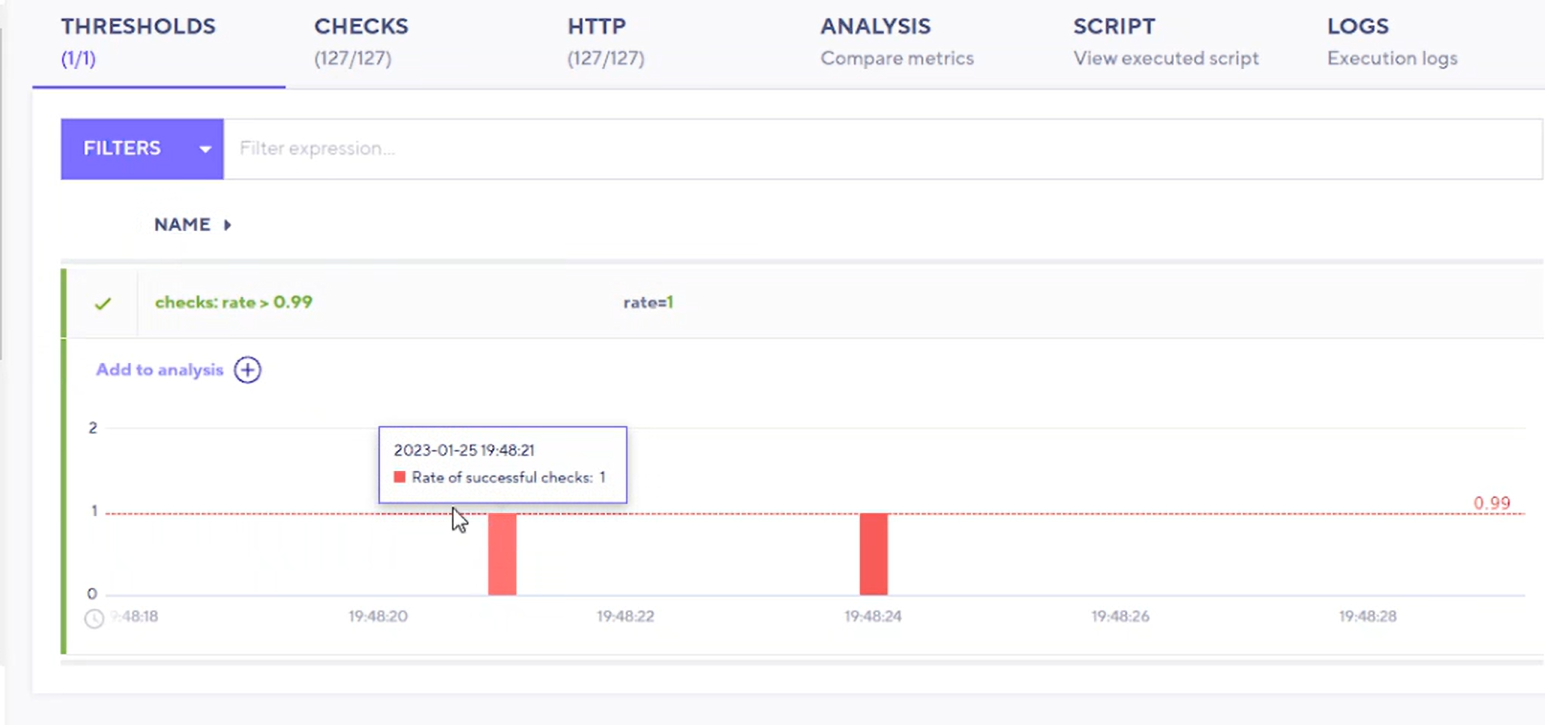 THRESHOLDS CHECKS HTTP ANALYSIS SCRIPT LOGS
(1/1) (127/127) (127/127) Compare metrics View executed script Execution logs
FILTERS Filter expression...
NAME
checks: rate > 0.99 rate=1
Add to analysis
2
2023-01-25 19:48:21
Rate of successful checks: 1
1 0.99
0
9:48:18 19:48:20 19:48:22 19:48:24 19:48:26 19:48:28